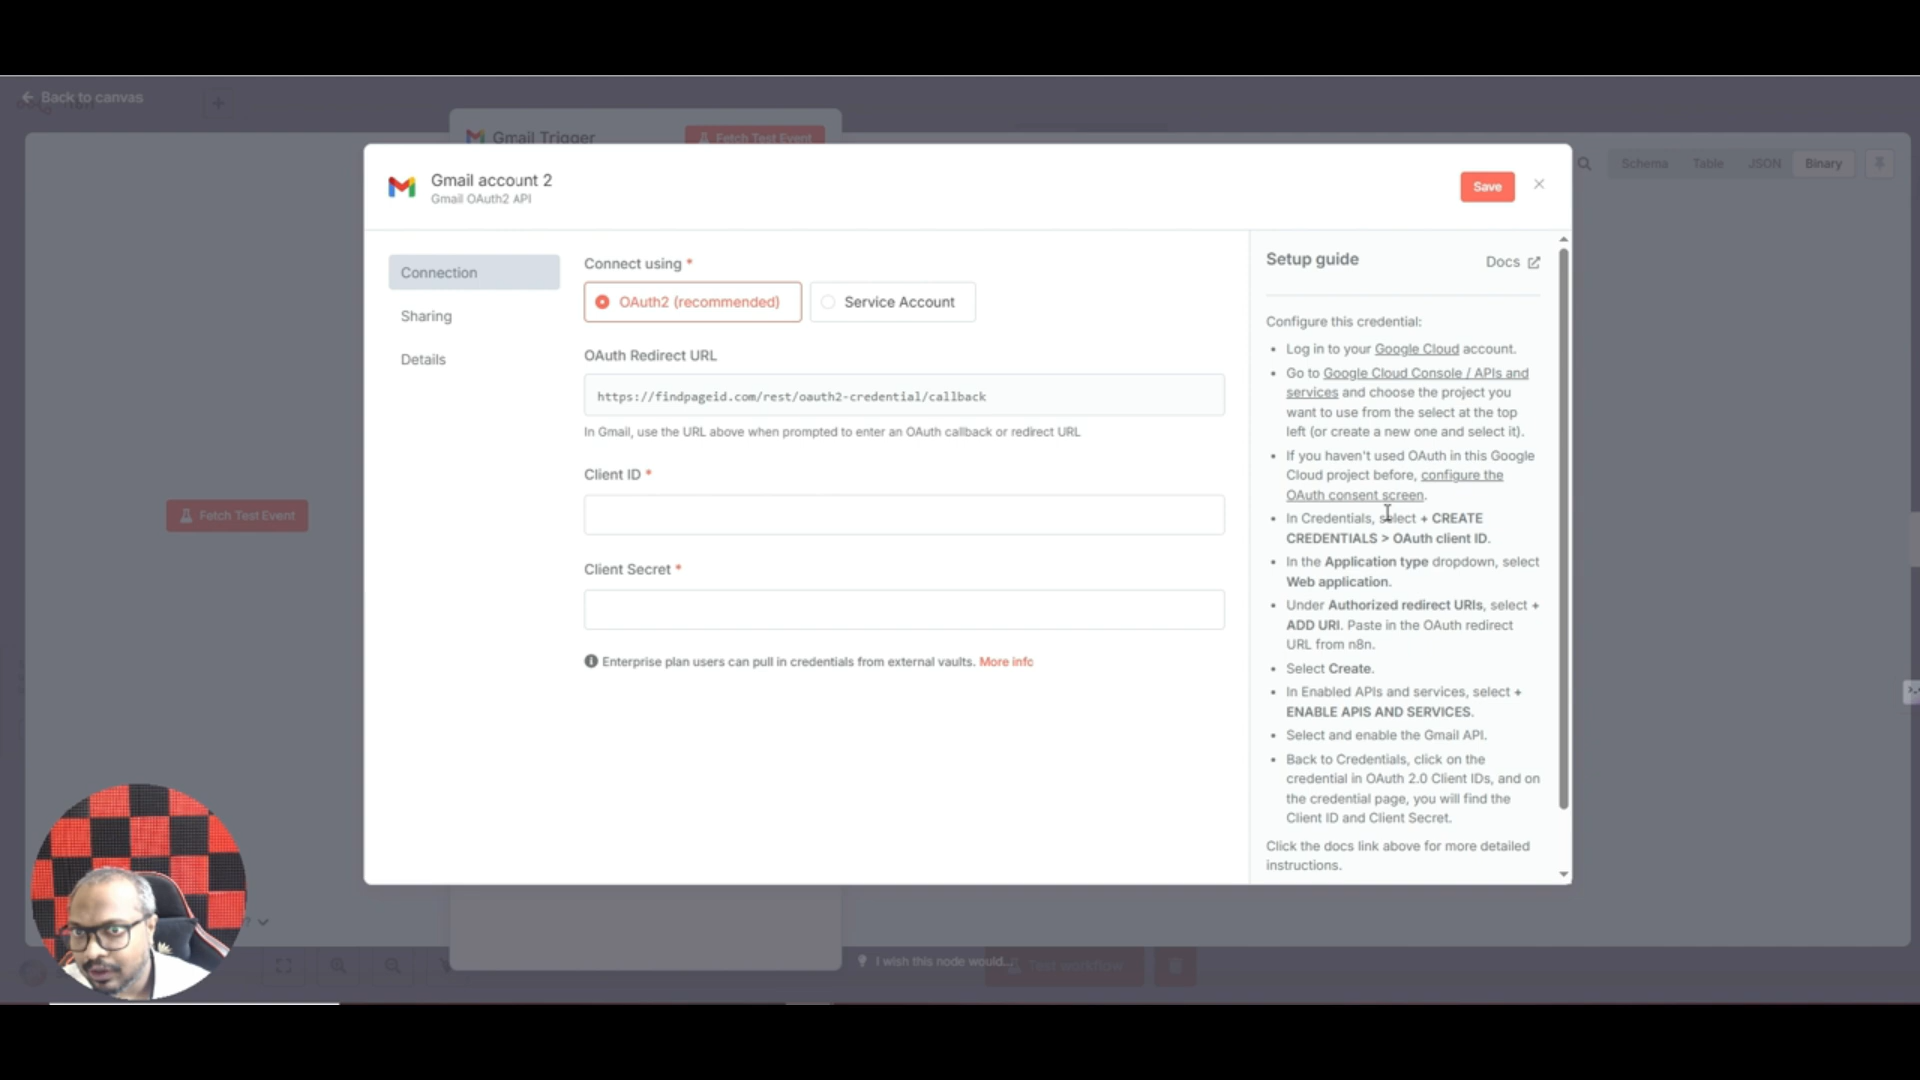 Back to canvas
Gmail Trigger
Fetch Test Event
Schema
Table
JSON
Binary
Gmail account 2
Gmail OAuth2 API
Save
Connection
Sharing
Details
Connect using *
OAuth2 (recommended)
Service Account
OAuth Redirect URL
https://findpageid.com/rest/oauth2-credential/callback
In Gmail, use the URL above when prompted to enter an OAuth callback or redirect URL
Client ID *
Client Secret *
Enterprise plan users can pull in credentials from external vaults. More info
Setup guide
Docs
Configure this credential:
• Log in to your Google Cloud account.
• Go to Google Cloud Console / APIs and
services and choose the project you
want to use from the select at the top
left (or create a new one and select it).
• If you haven't used OAuth in this Google
Cloud project before, configure the
OAuth consent screen.
• In Credentials, select + CREATE
CREDENTIALS > OAuth client ID.
• In the Application type dropdown, select
Web application.
• Under Authorized redirect URIs, select +
ADD URI. Paste in the OAuth redirect
URL from n8n.
• Select Create.
• In Enabled APIs and services, select +
ENABLE APIS AND SERVICES.
• Select and enable the Gmail API.
• Back to Credentials, click on the
credential in OAuth 2.0 Client IDs, and on
the credential page, you will find the
Client ID and Client Secret.
Click the docs link above for more detailed
instructions.
Fetch Test Event
I wish this node would...
Test workflow